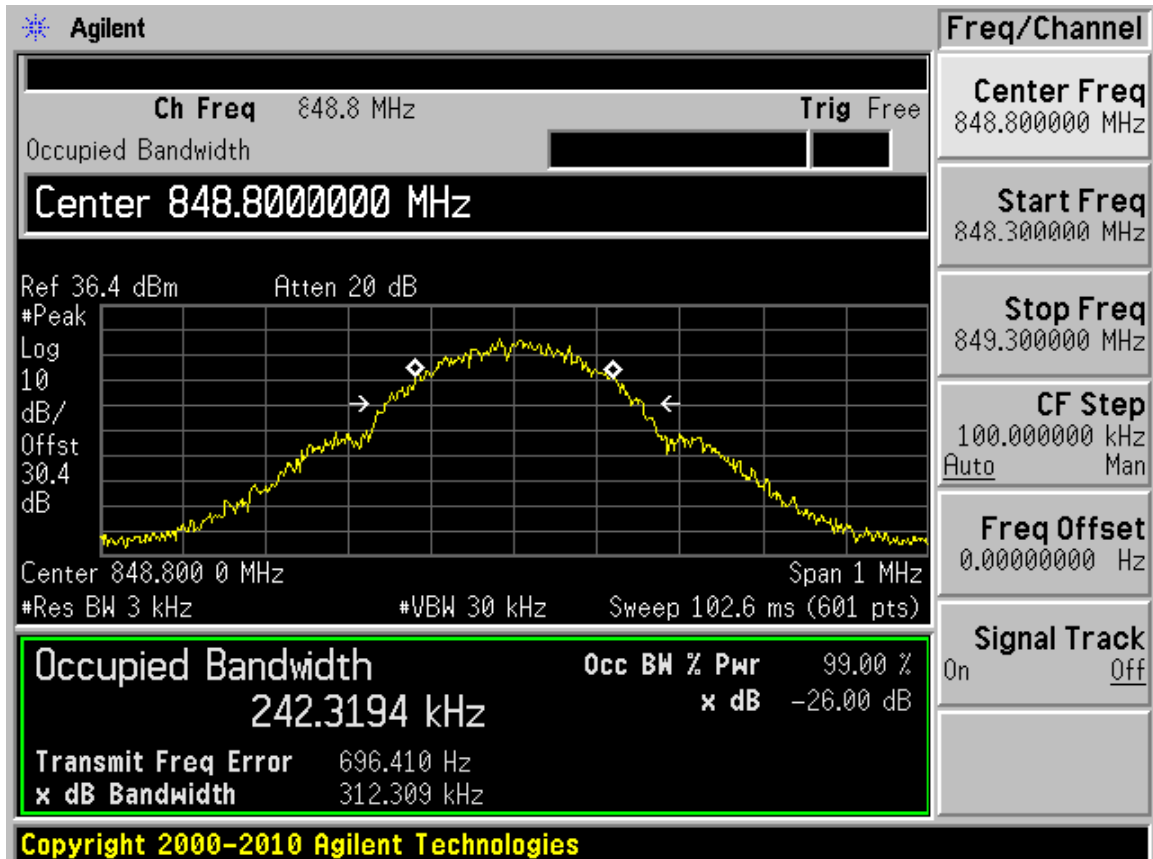 Agilent
Ch Freq 848.8 MHz Trig Free
Occupied Bandwidth
Center 848.8000000 MHz
Ref 36.4 dBm Atten 20 dB
#Peak
Log
10
dB/
Offst
30.4
dB
Center 848.800 0 MHz Span 1 MHz
#Res BW 3 kHz #VBW 30 kHz Sweep 102.6 ms (601 pts)
Occupied Bandwidth Occ BW % Pwr 99.00 %
242.3194 kHz x dB -26.00 dB
Transmit Freq Error 696.410 Hz
x dB Bandwidth 312.309 kHz
Copyright 2000-2010 Agilent Technologies
Freq/Channel
Center Freq
848.800000 MHz
Start Freq
848.300000 MHz
Stop Freq
849.300000 MHz
CF Step
100.000000 kHz
Auto Man
Freq Offset
0.00000000 Hz
Signal Track
On Off